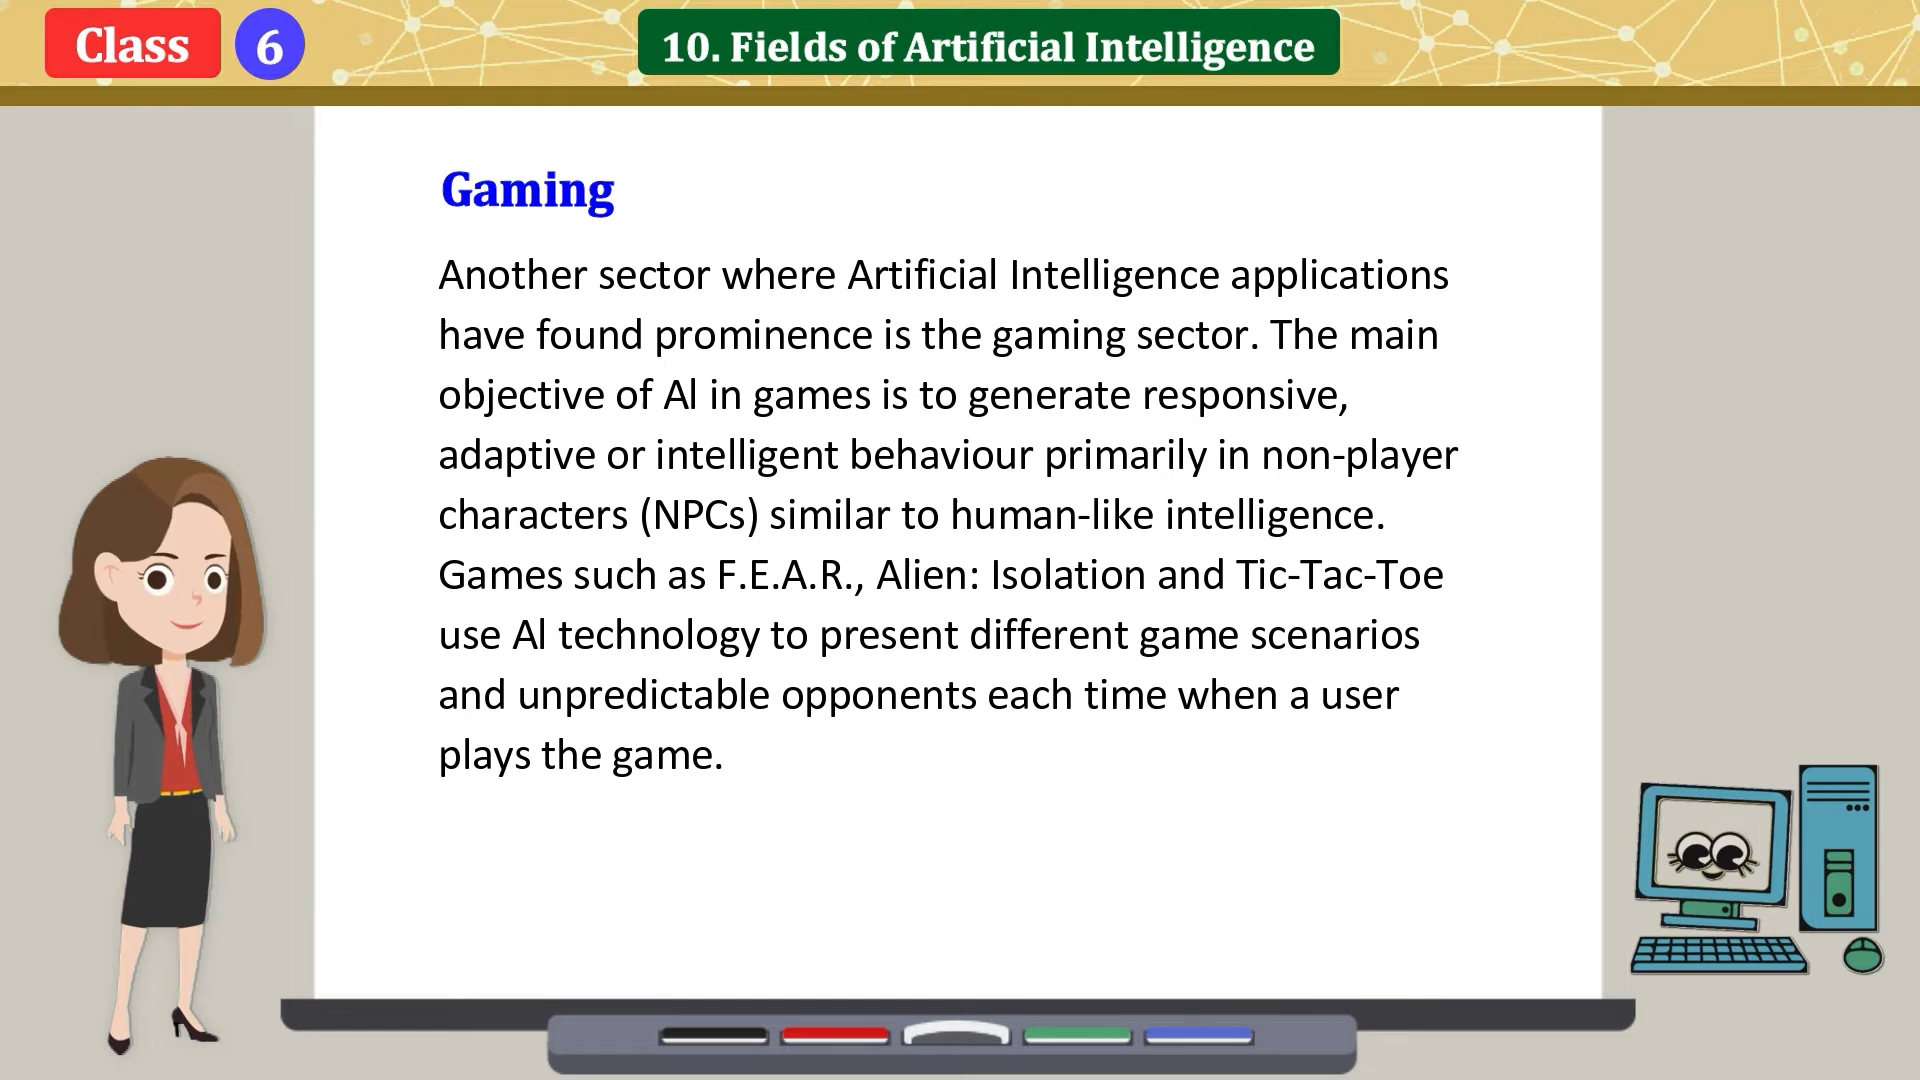 Class 6
10. Fields of Artificial Intelligence
Gaming
Another sector where Artificial Intelligence applications
have found prominence is the gaming sector. The main
objective of Al in games is to generate responsive,
adaptive or intelligent behaviour primarily in non-player
characters (NPCs) similar to human-like intelligence.
Games such as F.E.A.R., Alien: Isolation and Tic-Tac-Toe
use Al technology to present different game scenarios
and unpredictable opponents each time when a user
plays the game.